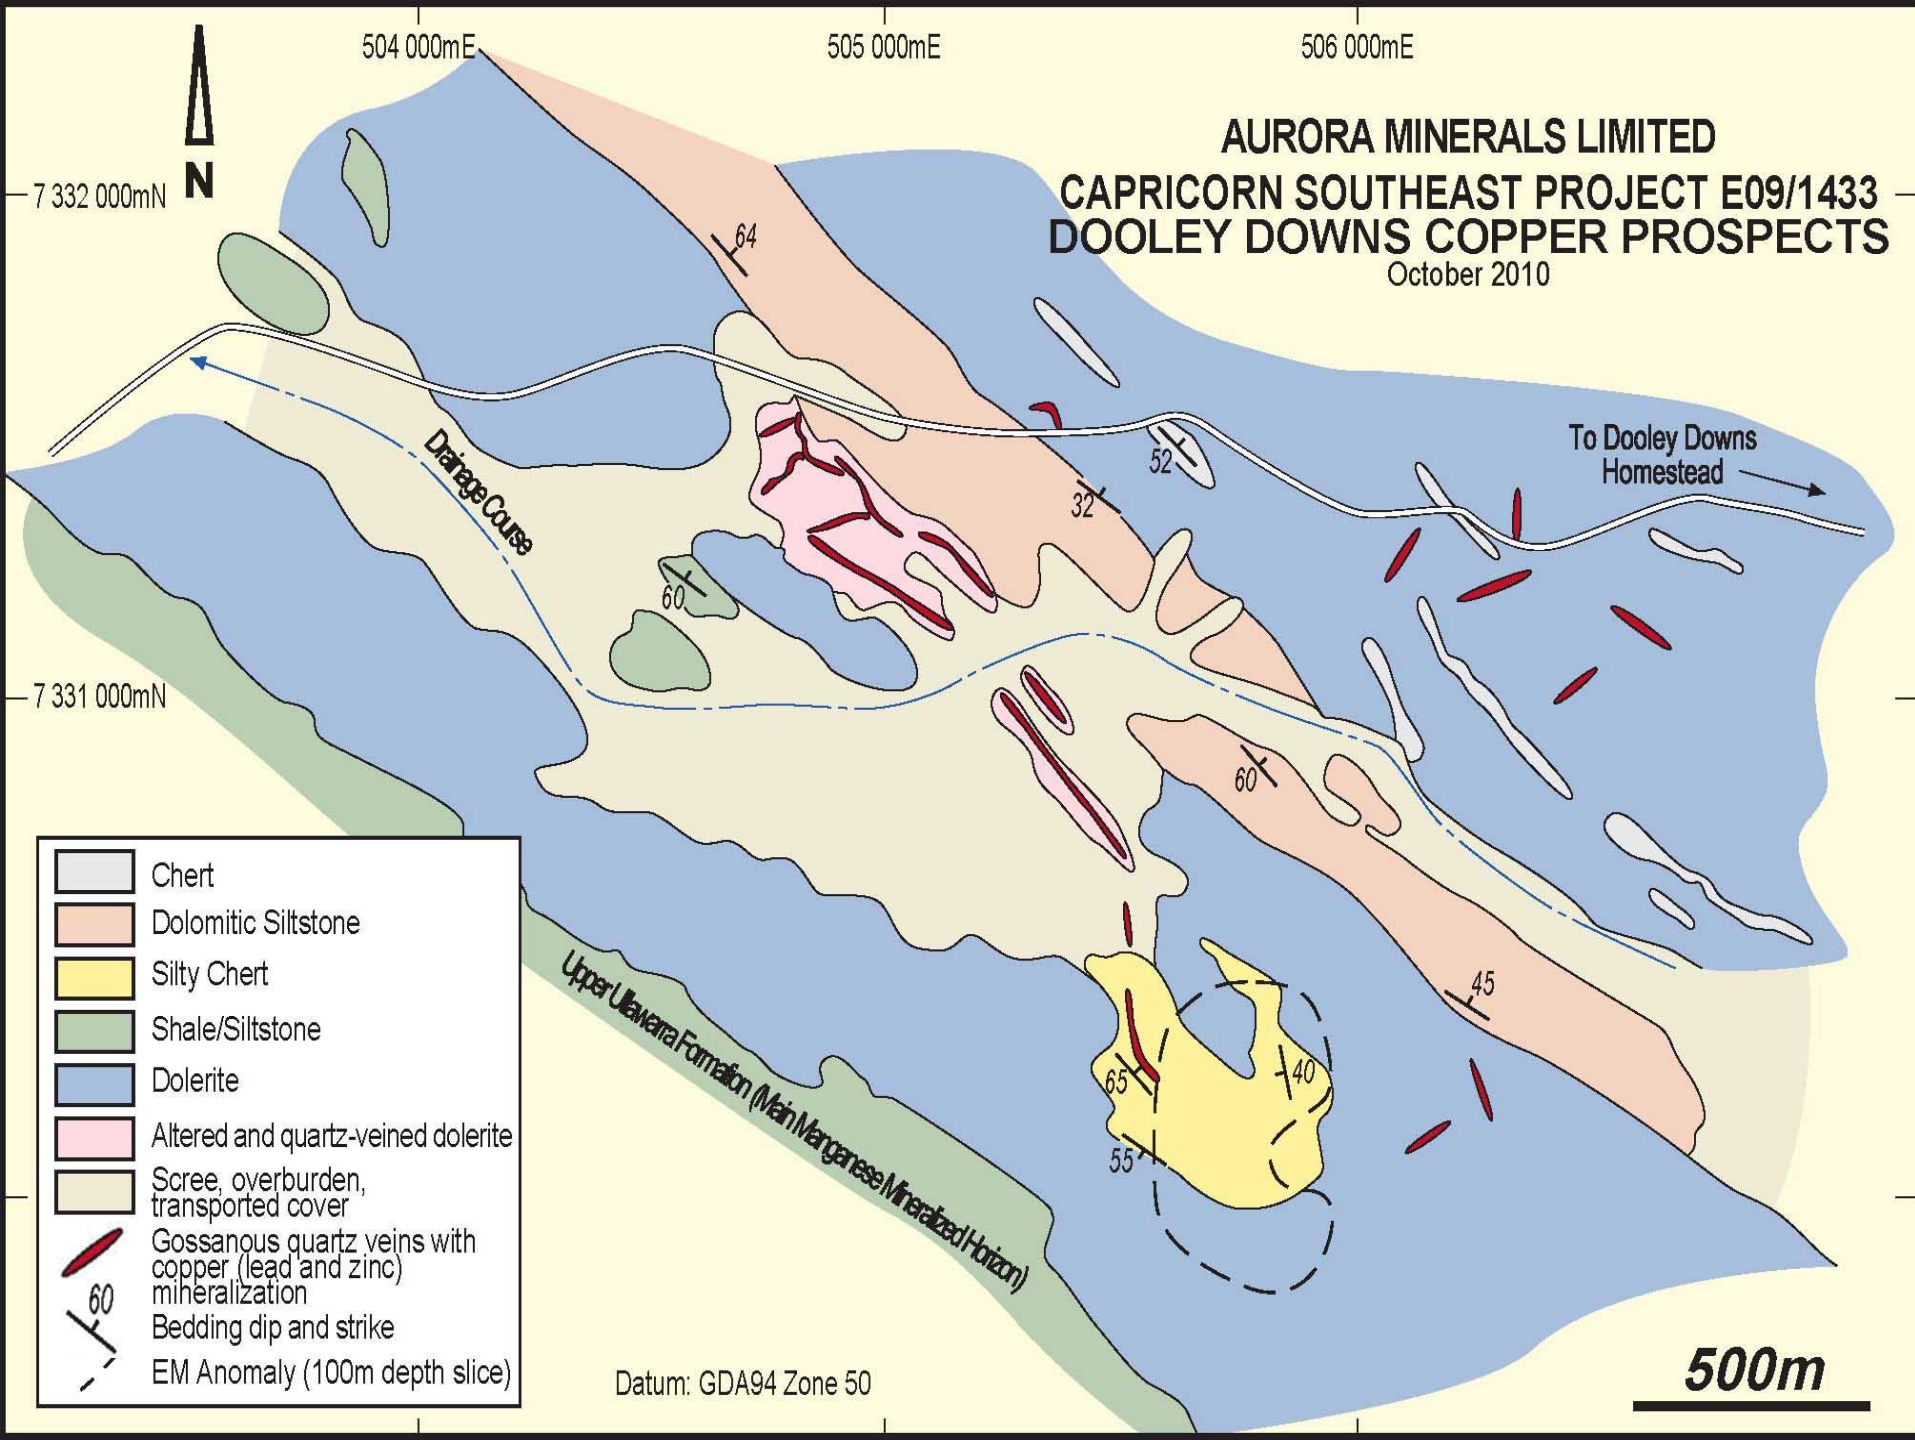 504 000mE
505 000mE
506 000mE
AURORA MINERALS LIMITED
CAPRICORN SOUTHEAST PROJECT E09/1433
DOOLEY DOWNS COPPER PROSPECTS
October 2010
7 332 000mN
N
64
To Dooley Downs
Homestead
Drainage Course
52
32
60
7 331 000mN
60
45
40
65
55
Upper Ullawarra Formation (Main Manganese Mineralized Horizon)
Chert
Dolomitic Siltstone
Silty Chert
Shale/Siltstone
Dolerite
Altered and quartz-veined dolerite
Scree, overburden,
transported cover
Gossanous quartz veins with
copper (lead and zinc)
mineralization
60
Bedding dip and strike
EM Anomaly (100m depth slice)
Datum: GDA94 Zone 50
500m